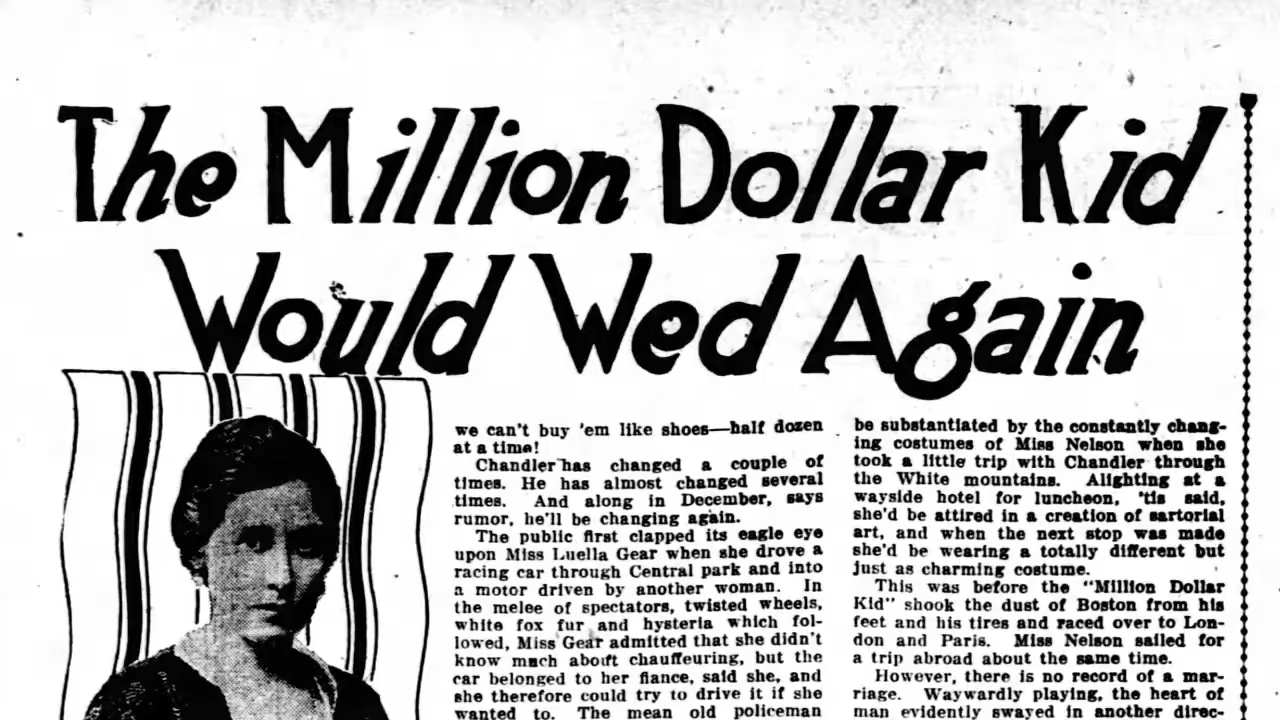 The Million Dollar Kid
Would Wed Again
we can't buy 'em like shoes—half dozen
at a time!
Chandler has changed a couple of
times. He has almost changed several
times. And along in December, says
rumor, he'll be changing again.
The public first clapped its eagle eye
upon Miss Luella Gear when she drove a
racing car through Central park and into
a motor driven by another woman. In
the melee of spectators, twisted wheels,
white fox fur and hysteria which fol-
lowed, Miss Gear admitted that she didn't
know much about chauffeuring, but the
car belonged to her fiance, said she, and
she therefore could try to drive it if she
wanted to. The mean old policeman
be substantiated by the constantly chang-
ing costumes of Miss Nelson when she
took a little trip with Chandler through
the White mountains. Alighting at a
wayside hotel for luncheon, 'tis said,
she'd be attired in a creation of sartorial
art, and when the next stop was made
she'd be wearing a totally different but
just as charming costume.
This was before the "Million Dollar
Kid" shook the dust of Boston from his
feet and his tires and raced over to Lon-
don and Paris. Miss Nelson sailed for
a trip abroad about the same time.
However, there is no record of a mar-
riage. Waywardly playing, the heart of
man evidently swayed in another direc-